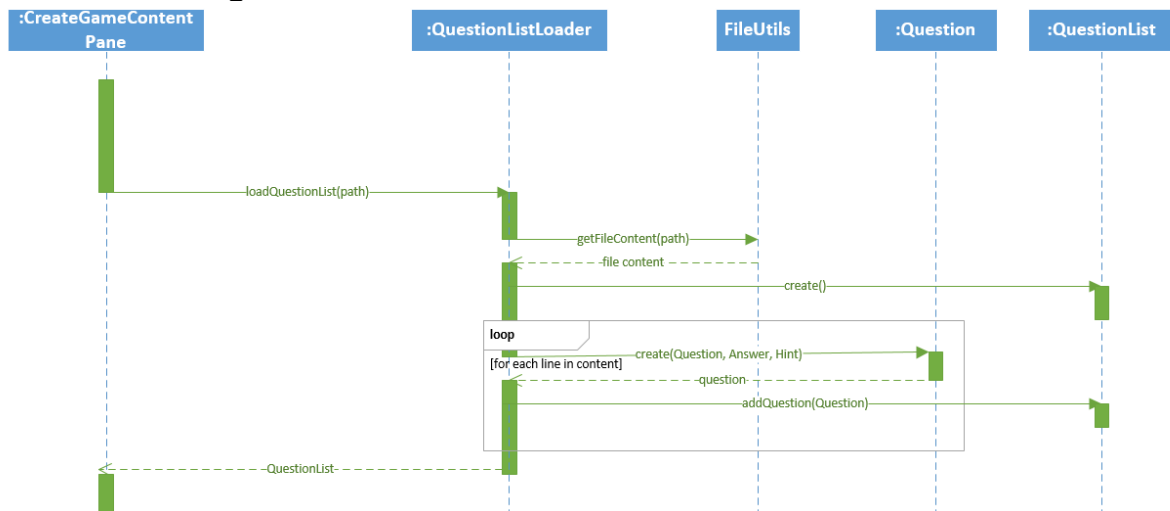 :CreateGameContent
Pane
:QuestionListLoader
FileUtils
:Question
:QuestionList
loadQuestionList(path)
getFileContent(path)
file content
create()
loop
[for each line in content]
create(Question, Answer, Hint)
question
addQuestion(Question)
QuestionList